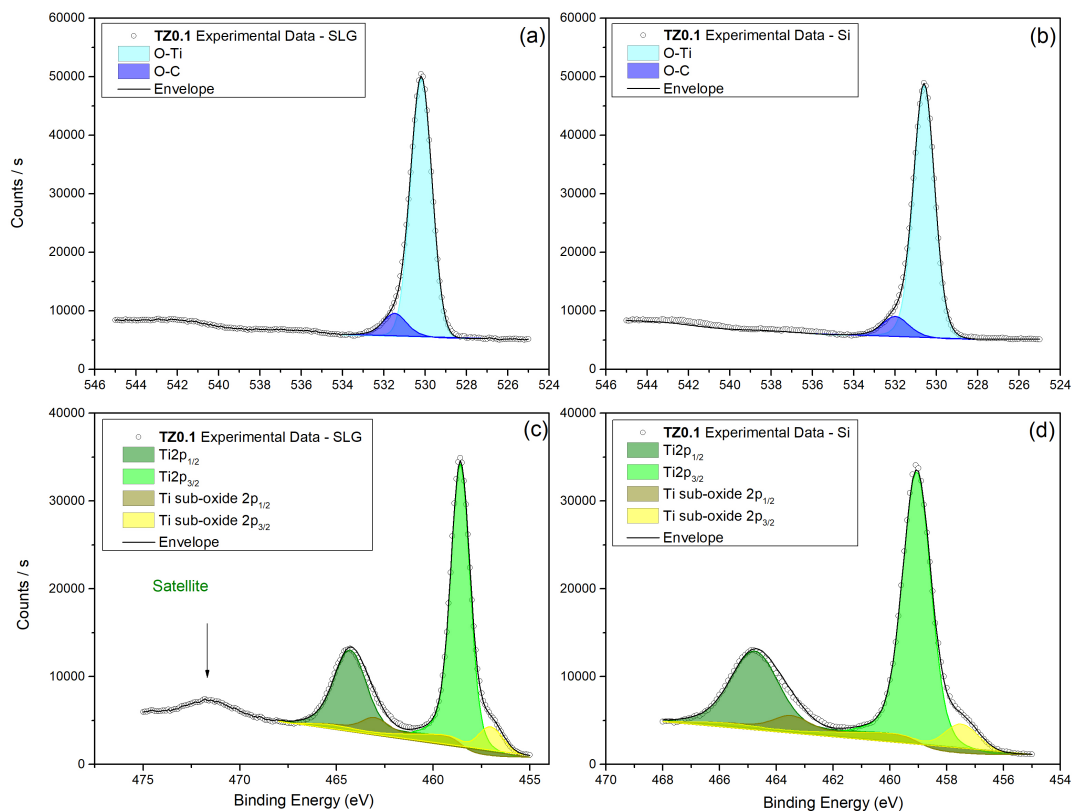 TZ0.1 Experimental Data - SLG
O-Ti
O-C
Envelope
(a)
60000
50000
40000
30000
20000
10000
0
546 544 542 540 538 536 534 532 530 528 526 524
TZ0.1 Experimental Data - Si
O-Ti
O-C
Envelope
(b)
60000
50000
40000
30000
20000
10000
0
546 544 542 540 538 536 534 532 530 528 526 524
Counts / s
TZ0.1 Experimental Data - SLG
Ti2p1/2
Ti2p3/2
Ti sub-oxide 2p1/2
Ti sub-oxide 2p3/2
Envelope
(c)
Satellite
40000
30000
20000
10000
0
475 470 465 460 455
Binding Energy (eV)
Counts / s
TZ0.1 Experimental Data - Si
Ti2p1/2
Ti2p3/2
Ti sub-oxide 2p1/2
Ti sub-oxide 2p3/2
Envelope
(d)
40000
30000
20000
10000
0
470 468 466 464 462 460 458 456 454
Binding Energy (eV)